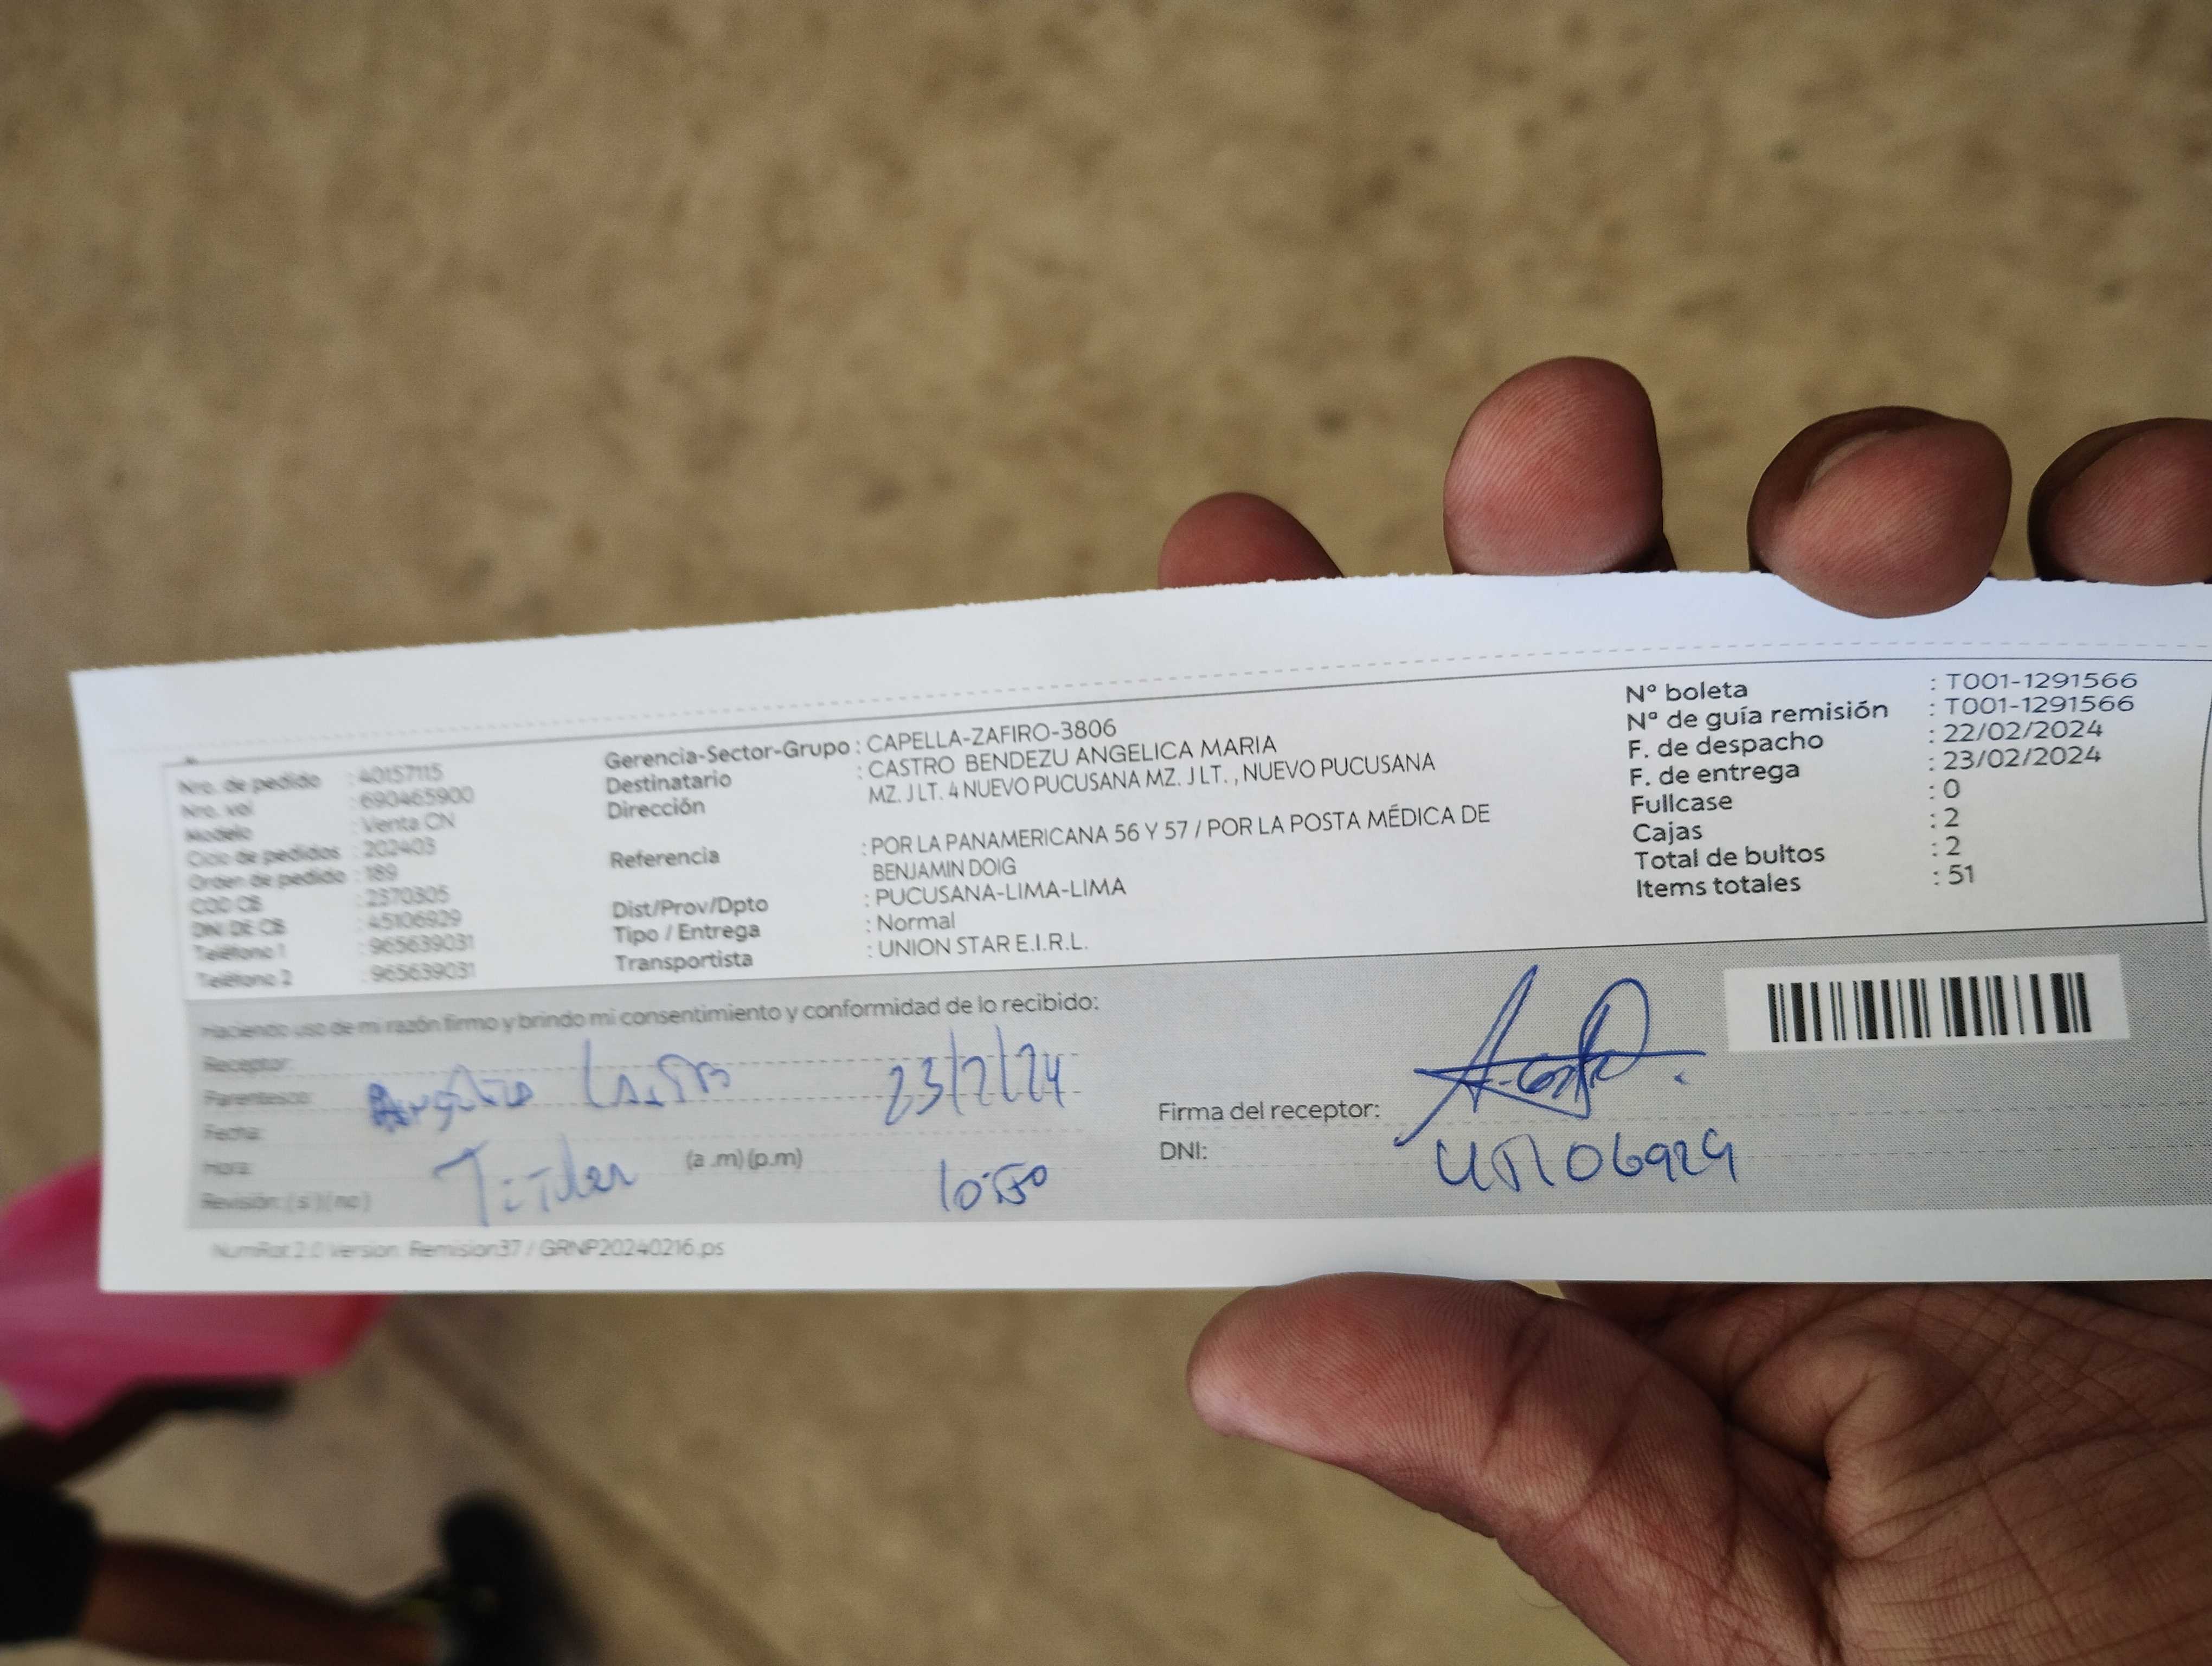 Nro. de pedido : 40157115
Nro. vol : 690465900
Modelo : Venta CN
Ciclo de pedidos : 202403
Orden de pedido : 189
COD CB : 2370305
DNI DE CB : 45106929
Teléfono 1 : 965639031
Teléfono 2 : 965639031
Gerencia-Sector-Grupo : CAPELLA-ZAFIRO-3806
Destinatario : CASTRO BENDEZU ANGELICA MARIA
Dirección MZ. J LT. 4 NUEVO PUCUSANA MZ. J LT. , NUEVO PUCUSANA
Referencia : POR LA PANAMERICANA 56 Y 57 / POR LA POSTA MÉDICA DE
BENJAMIN DOIG
Dist/Prov/Dpto : PUCUSANA-LIMA-LIMA
Tipo / Entrega : Normal
Transportista : UNION STAR E.I.R.L.
N° boleta : T001-1291566
N° de guía remisión : T001-1291566
F. de despacho : 22/02/2024
F. de entrega : 23/02/2024
Fullcase : 0
Cajas : 2
Total de bultos : 2
Items totales : 51
Haciendo uso de mi razón firmo y brindo mi consentimiento y conformidad de lo recibido:
Receptor:
Parentesco: Angelica Castro 23/2/24
Fecha:
Hora: Titular (a .m) (p.m) 10:50
Revisión: ( si ) ( no )
Firma del receptor:
DNI: 45106929
NumRot 2.0 Version: Remision37 / GRNP20240216.ps